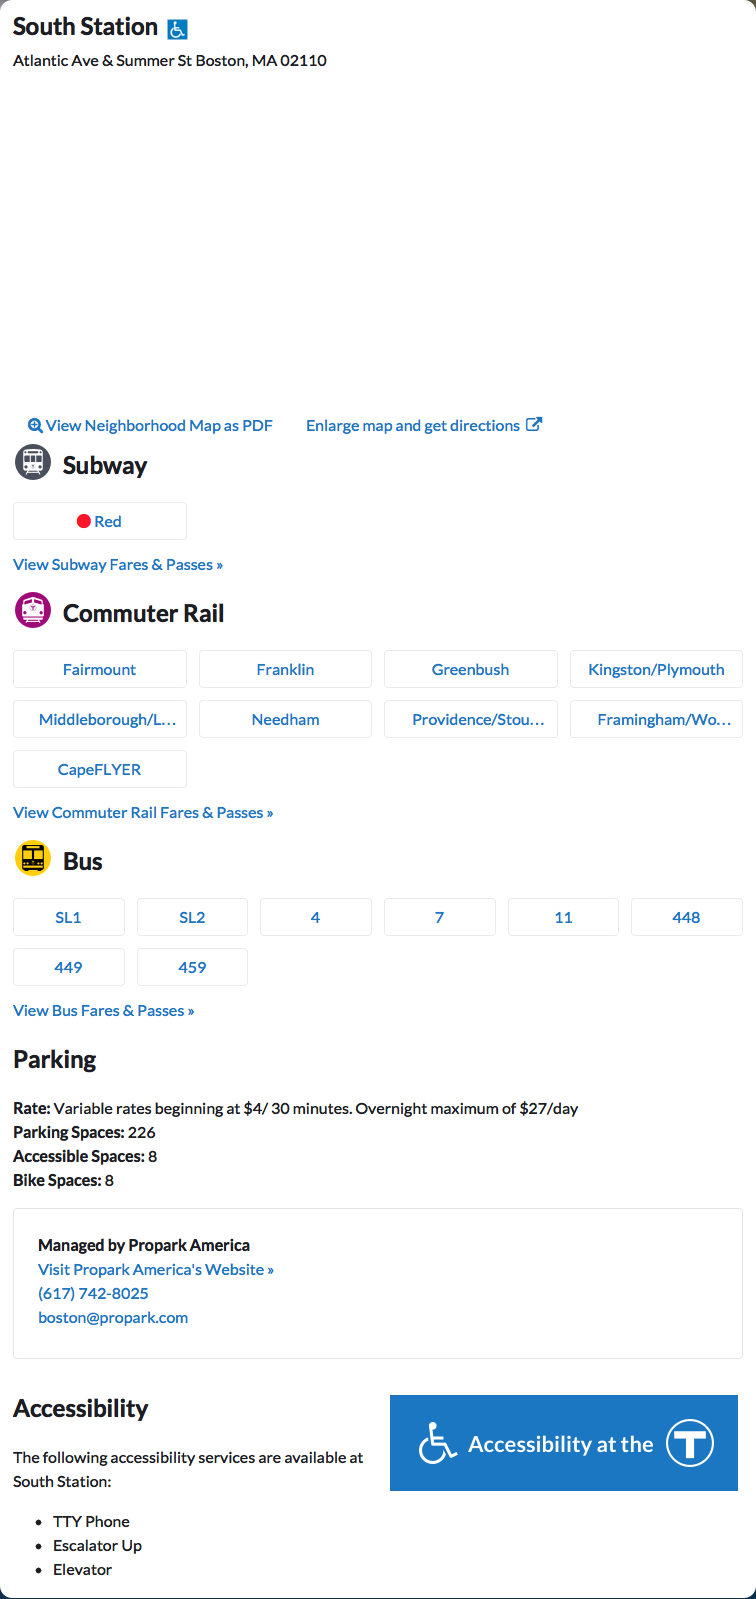 South Station
Atlantic Ave & Summer St Boston, MA 02110
View Neighborhood Map as PDF Enlarge map and get directions
Subway
Red
View Subway Fares & Passes »
Commuter Rail
Fairmount Franklin Greenbush Kingston/Plymouth
Middleborough/L... Needham Providence/Stou... Framingham/Wo...
CapeFLYER
View Commuter Rail Fares & Passes »
Bus
SL1 SL2 4 7 11 448
449 459
View Bus Fares & Passes »
Parking
Rate: Variable rates beginning at $4/ 30 minutes. Overnight maximum of $27/day
Parking Spaces: 226
Accessible Spaces: 8
Bike Spaces: 8
Managed by Propark America
Visit Propark America's Website »
(617) 742-8025
boston@propark.com
Accessibility
Accessibility at the T
The following accessibility services are available at
South Station:
• TTY Phone
• Escalator Up
• Elevator